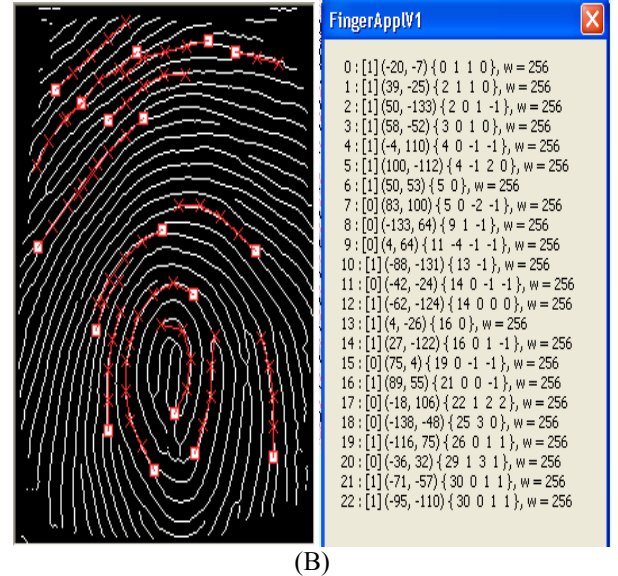 FingerApplV1
0 : [1] (-20, -7) { 0 1 1 0 }, w = 256
1 : [1] (39, -25) { 2 1 1 0 }, w = 256
2 : [1] (50, -133) { 2 0 1 -1 }, w = 256
3 : [1] (58, -52) { 3 0 1 0 }, w = 256
4 : [1] (-4, 110) { 4 0 -1 -1 }, w = 256
5 : [1] (100, -112) { 4 -1 2 0 }, w = 256
6 : [1] (50, 53) { 5 0 }, w = 256
7 : [0] (83, 100) { 5 0 -2 -1 }, w = 256
8 : [0] (-133, 64) { 9 1 -1 }, w = 256
9 : [0] (4, 64) { 11 -4 -1 -1 }, w = 256
10 : [1] (-88, -131) { 13 -1 }, w = 256
11 : [0] (-42, -24) { 14 0 -1 -1 }, w = 256
12 : [1] (-62, -124) { 14 0 0 0 }, w = 256
13 : [1] (4, -26) { 16 0 }, w = 256
14 : [1] (27, -122) { 16 0 1 -1 }, w = 256
15 : [0] (75, 4) { 19 0 -1 -1 }, w = 256
16 : [1] (89, 55) { 21 0 0 -1 }, w = 256
17 : [0] (-18, 106) { 22 1 2 2 }, w = 256
18 : [0] (-138, -48) { 25 3 0 }, w = 256
19 : [1] (-116, 75) { 26 0 1 1 }, w = 256
20 : [0] (-36, 32) { 29 1 3 1 }, w = 256
21 : [1] (-71, -57) { 30 0 1 1 }, w = 256
22 : [1] (-95, -110) { 30 0 1 1 }, w = 256
(B)